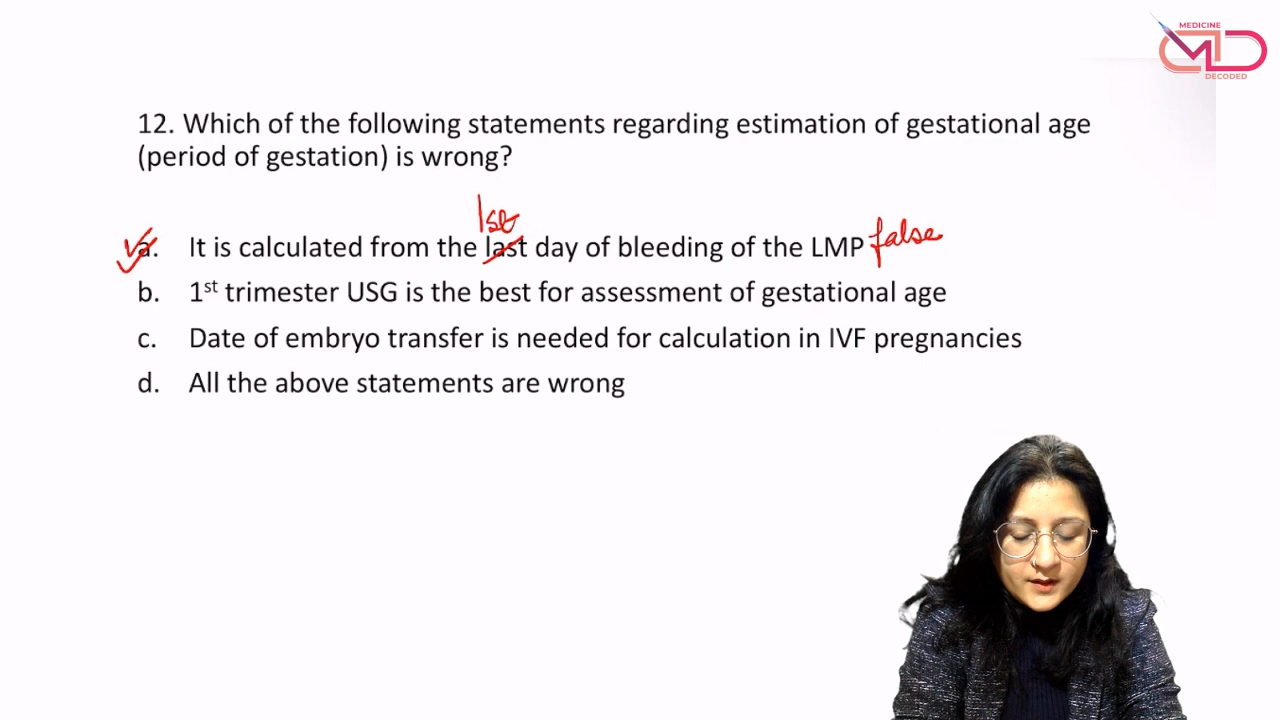 MEDICINE
DECODED
12. Which of the following statements regarding estimation of gestational age
(period of gestation) is wrong?
1st
a. It is calculated from the last day of bleeding of the LMP false
b. 1st trimester USG is the best for assessment of gestational age
c. Date of embryo transfer is needed for calculation in IVF pregnancies
d. All the above statements are wrong